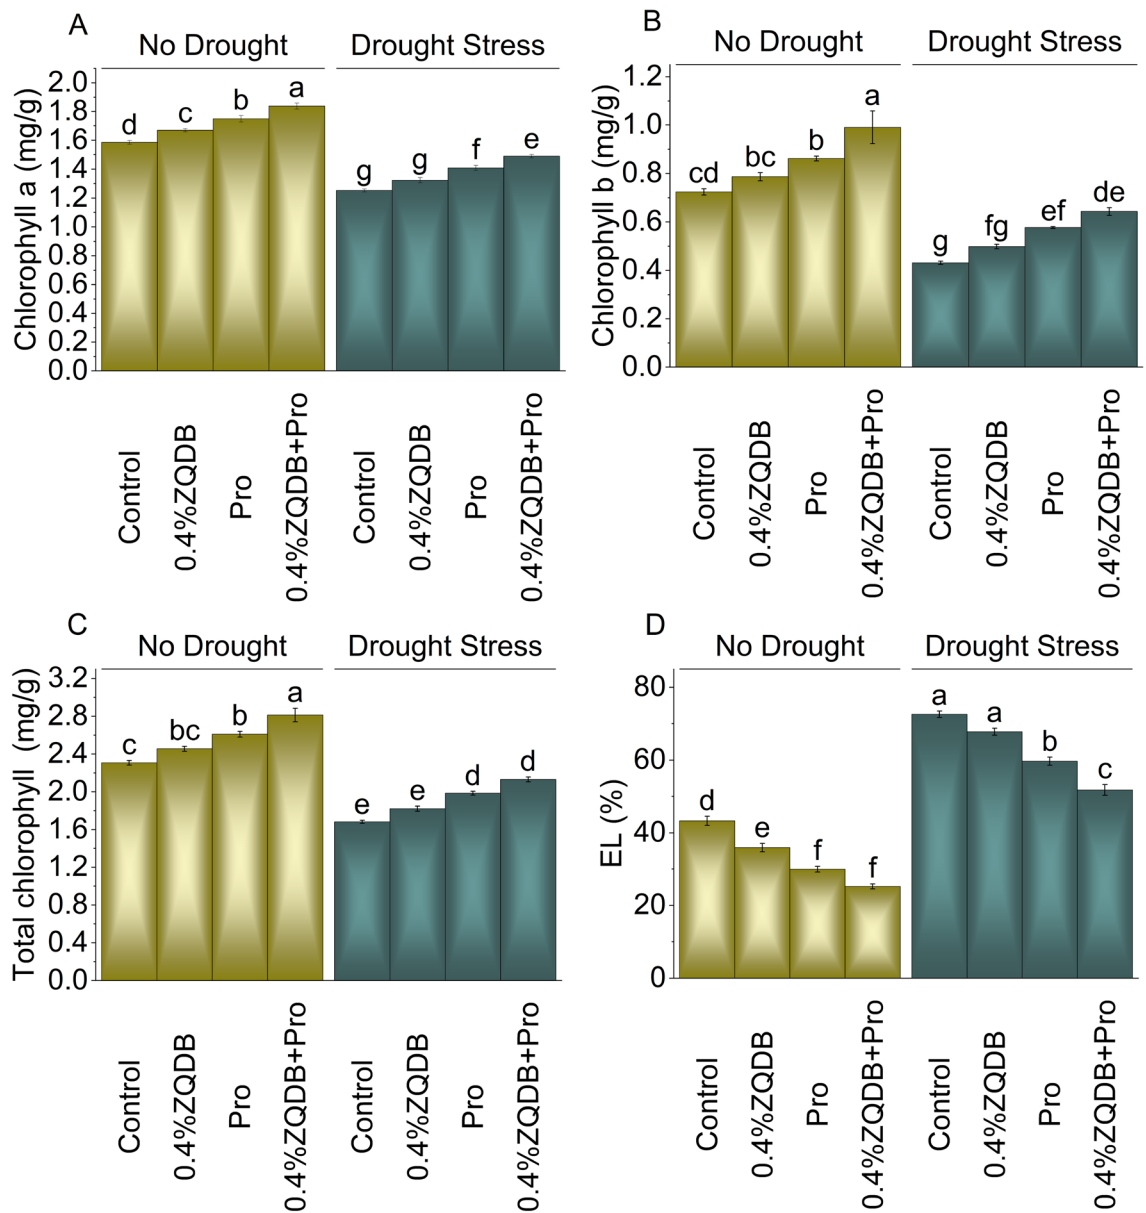 A
No Drought
Drought Stress
Chlorophyll a (mg/g)
2.0
1.8
1.6
1.4
1.2
1.0
0.8
0.6
0.4
0.2
0.0
d
c
b
a
g
g
f
e
Control
0.4%ZQDB
Pro
0.4%ZQDB+Pro
Control
0.4%ZQDB
Pro
0.4%ZQDB+Pro
B
No Drought
Drought Stress
Chlorophyll b (mg/g)
1.2
1.0
0.8
0.6
0.4
0.2
0.0
cd
bc
b
a
g
fg
ef
de
Control
0.4%ZQDB
Pro
0.4%ZQDB+Pro
Control
0.4%ZQDB
Pro
0.4%ZQDB+Pro
C
No Drought
Drought Stress
Total chlorophyll (mg/g)
3.2
2.8
2.4
2.0
1.6
1.2
0.8
0.4
0.0
c
bc
b
a
e
e
d
d
Control
0.4%ZQDB
Pro
0.4%ZQDB+Pro
Control
0.4%ZQDB
Pro
0.4%ZQDB+Pro
D
No Drought
Drought Stress
EL (%)
80
60
40
20
0
d
e
f
f
a
a
b
c
Control
0.4%ZQDB
Pro
0.4%ZQDB+Pro
Control
0.4%ZQDB
Pro
0.4%ZQDB+Pro